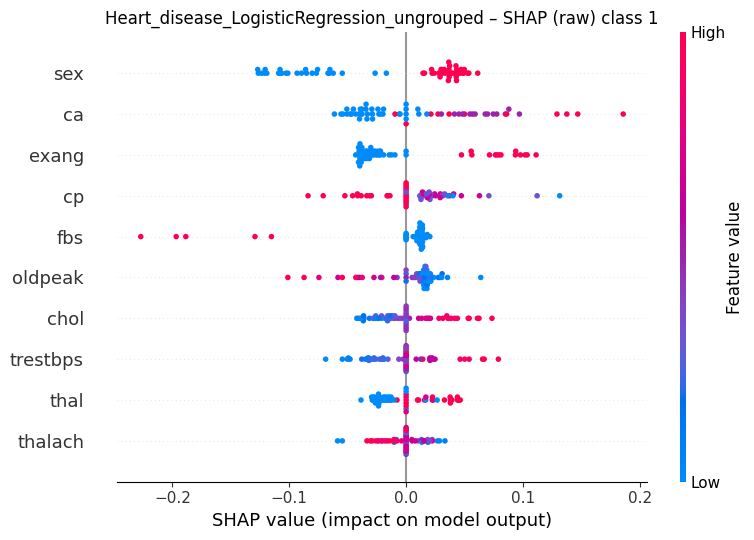 Heart_disease_LogisticRegression_ungrouped – SHAP (raw) class 1
High
sex
ca
exang
cp
fbs
oldpeak
chol
trestbps
thal
thalach
Feature value
Low
−0.2 −0.1 0.0 0.1 0.2
SHAP value (impact on model output)